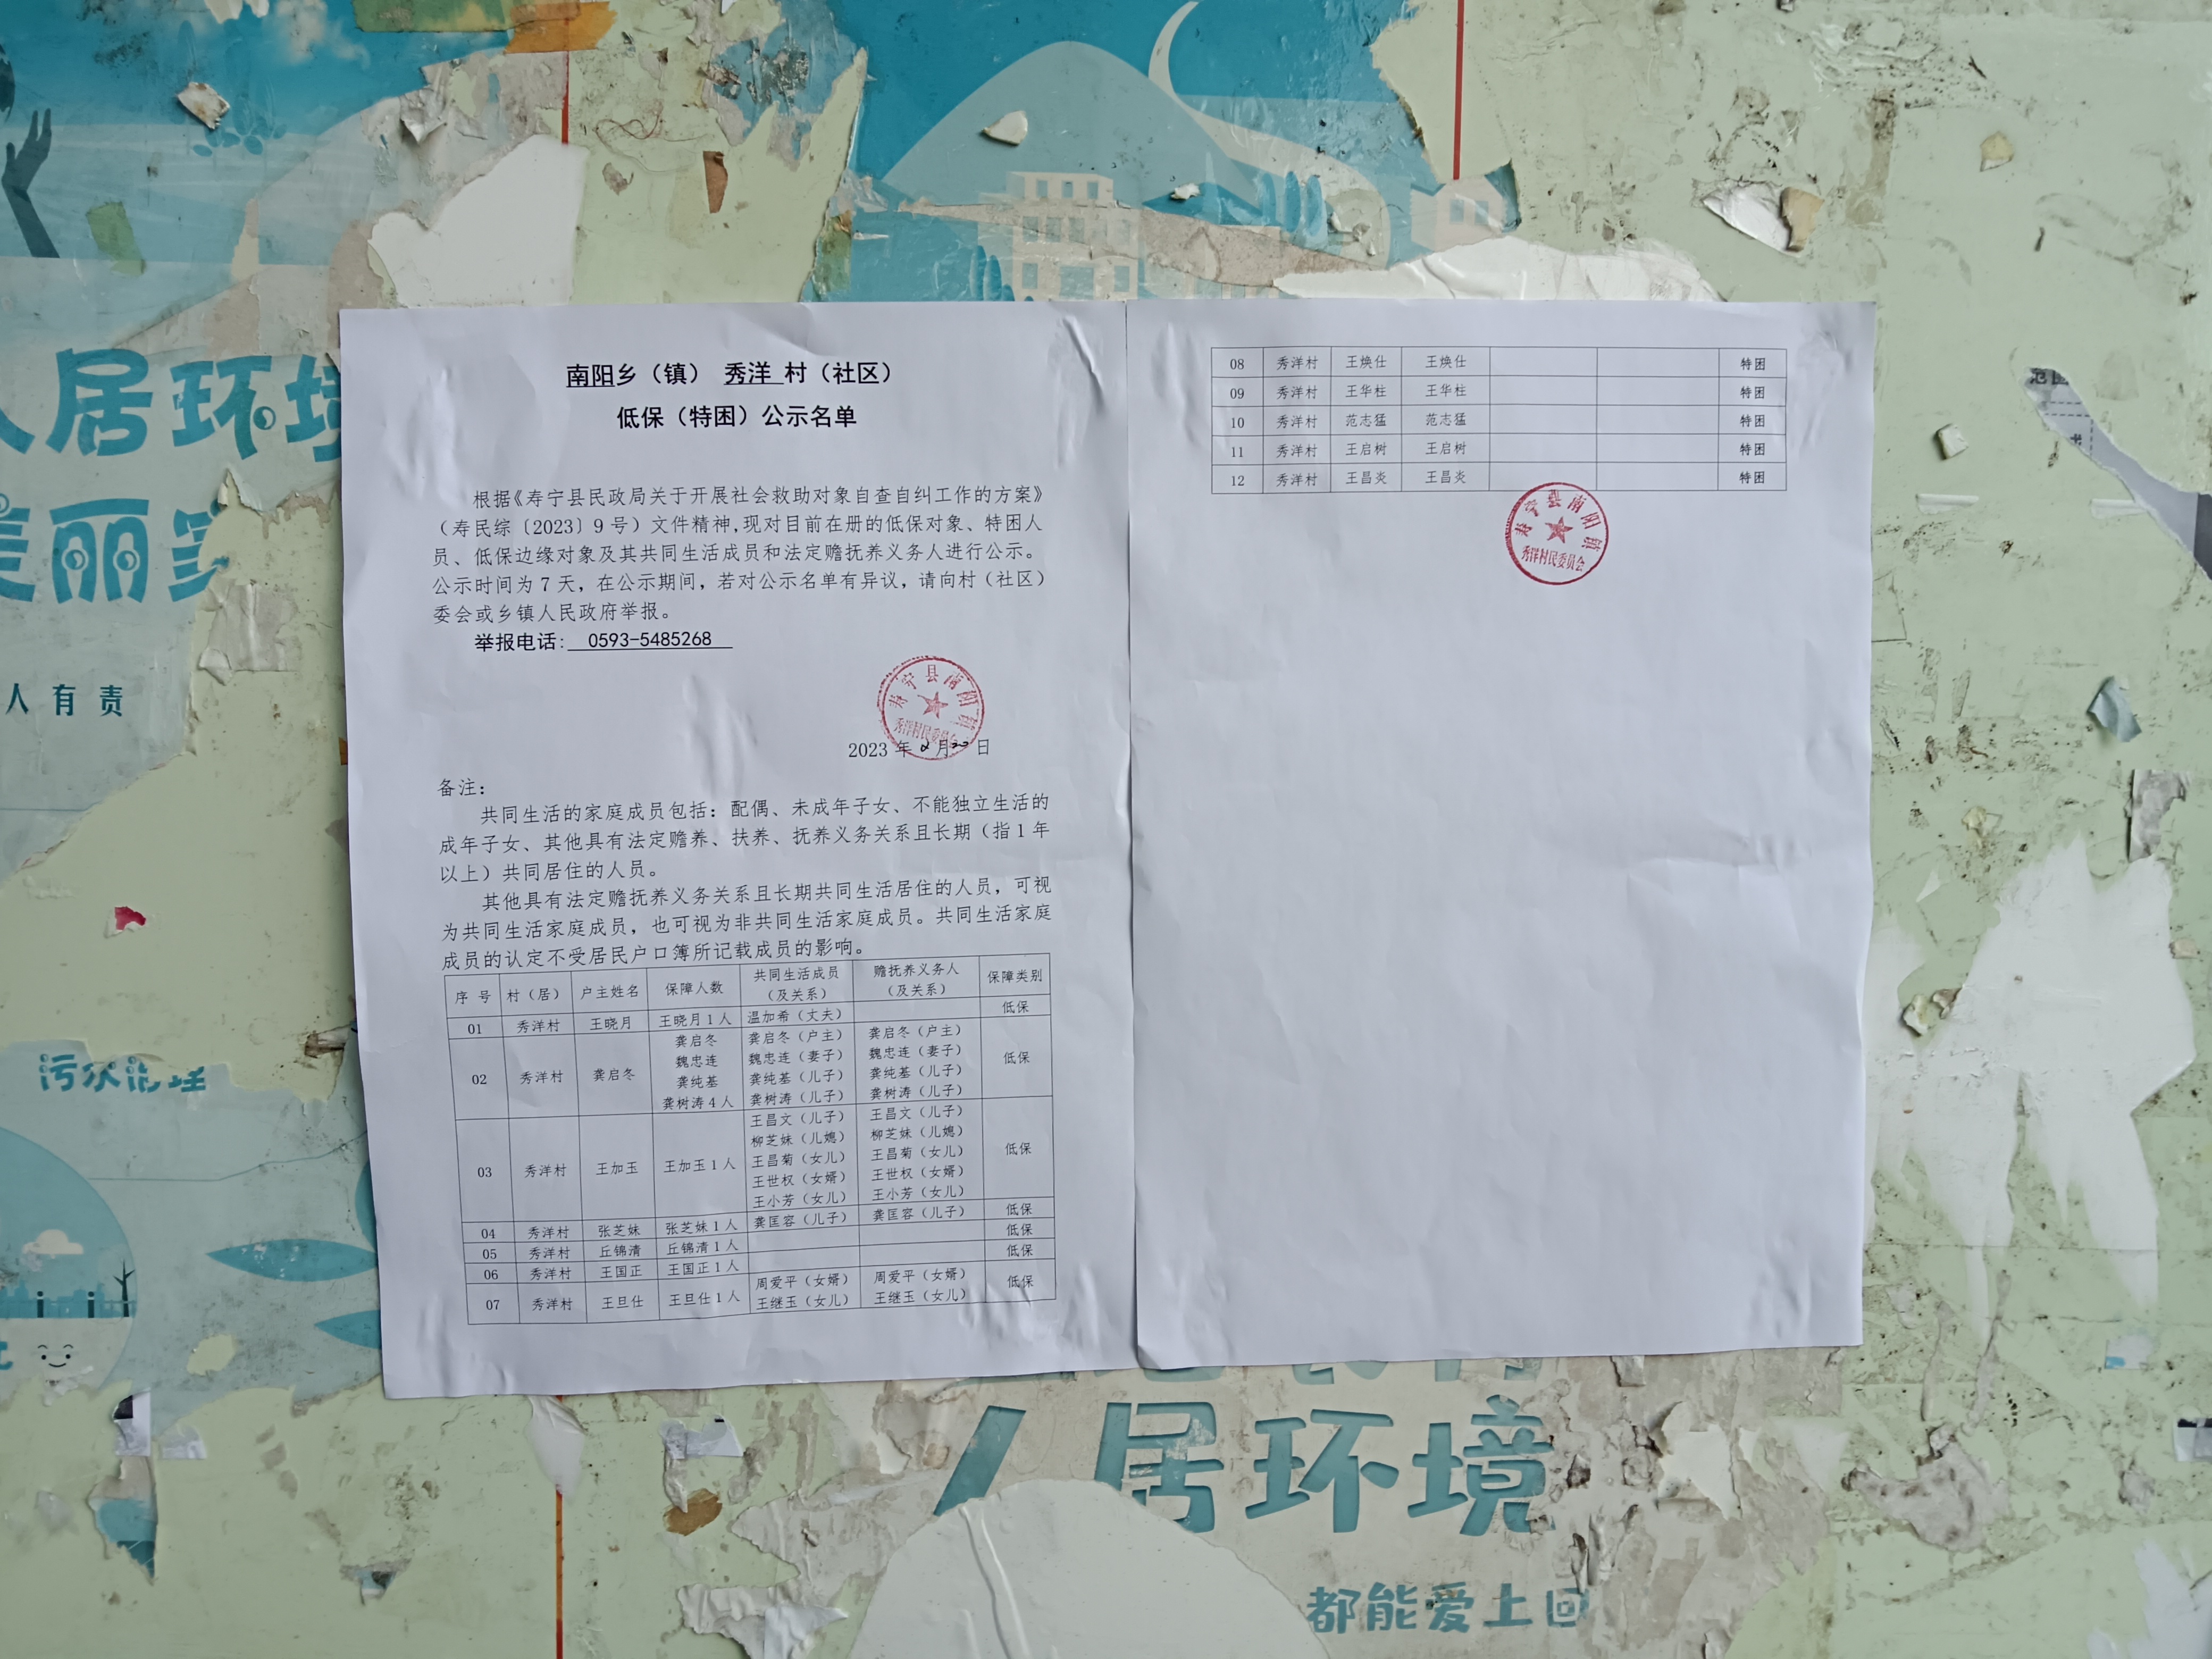 南阳乡（镇） 秀洋 村（社区）
低保（特困）公示名单
根据《寿宁县民政局关于开展社会救助对象自查自纠工作的方案》
（寿民综〔2023〕9号）文件精神,现对目前在册的低保对象、特困人
员、低保边缘对象及其共同生活成员和法定赡抚养义务人进行公示。
公示时间为7天，在公示期间，若对公示名单有异议，请向村（社区）
委会或乡镇人民政府举报。
举报电话: 0593-5485268
寿宁县南阳镇
秀洋村民委员会
2023 年 2 月 20 日
备注：
共同生活的家庭成员包括：配偶、未成年子女、不能独立生活的
成年子女、其他具有法定赡养、扶养、抚养义务关系且长期（指1年
以上）共同居住的人员。
其他具有法定赡抚养义务关系且长期共同生活居住的人员，可视
为共同生活家庭成员，也可视为非共同生活家庭成员。共同生活家庭
成员的认定不受居民户口簿所记载成员的影响。
序 号 村（居） 户主姓名 保障人数 共同生活成员（及关系） 赡抚养义务人（及关系） 保障类别
01 秀洋村 王晓月 王晓月1人 温加希（丈夫） 低保
02 秀洋村 龚启冬 龚启冬 龚启冬（户主） 龚启冬（户主） 低保
魏忠连 魏忠连（妻子） 魏忠连（妻子）
龚纯基 龚纯基（儿子） 龚纯基（儿子）
龚树涛4人 龚树涛（儿子） 龚树涛（儿子）
03 秀洋村 王加玉 王加玉1人 王昌文（儿子） 王昌文（儿子） 低保
柳芝妹（儿媳） 柳芝妹（儿媳）
王昌菊（女儿） 王昌菊（女儿）
王世权（女婿） 王世权（女婿）
王小芳（女儿） 王小芳（女儿）
04 秀洋村 张芝妹 张芝妹1人 龚匡容（儿子） 龚匡容（儿子） 低保
05 秀洋村 丘锦清 丘锦清1人 低保
06 秀洋村 王国正 王国正1人 低保
07 秀洋村 王旦仕 王旦仕1人 周爱平（女婿） 周爱平（女婿） 低保
王继玉（女儿） 王继玉（女儿）
08 秀洋村 王焕仕 王焕仕 特困
09 秀洋村 王华柱 王华柱 特困
10 秀洋村 范志猛 范志猛 特困
11 秀洋村 王启树 王启树 特困
12 秀洋村 王昌炎 王昌炎 特困
寿宁县南阳镇
秀洋村民委员会
人居环境
美丽
人有责
人居环境
都能爱上回